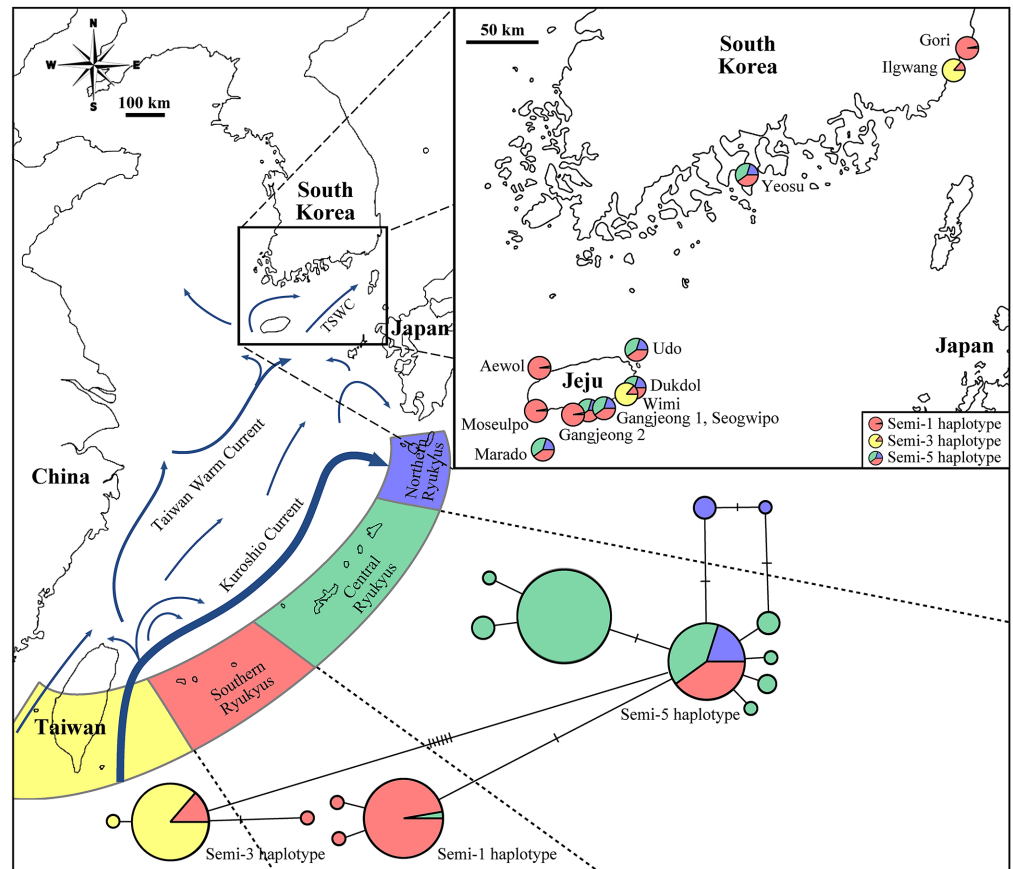 N
W
E
S
100 km
South
Korea
TSWC
Japan
China
Taiwan Warm Current
Kuroshio Current
Northern
Ryukyus
Central
Ryukyus
Southern
Ryukyus
Taiwan
50 km
South
Korea
Gori
Ilgwang
Yeosu
Japan
Udo
Aewol
Jeju
Dukdol
Wimi
Moseulpo
Gangjeong 1, Seogwipo
Gangjeong 2
Marado
Semi-1 haplotype
Semi-3 haplotype
Semi-5 haplotype
Semi-5 haplotype
Semi-3 haplotype
Semi-1 haplotype